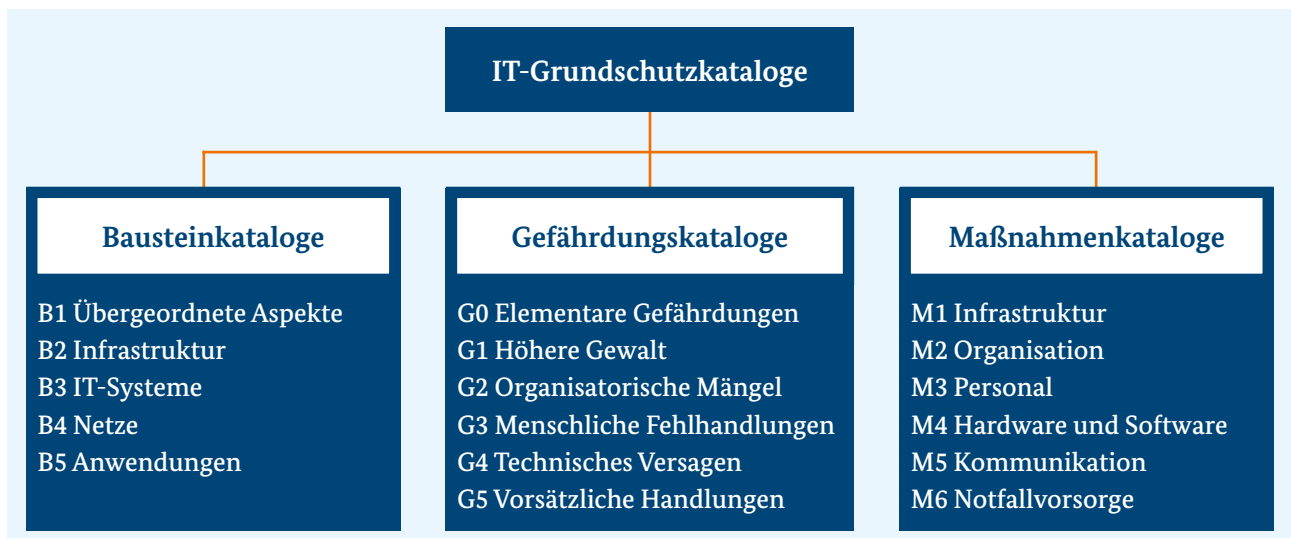 IT-Grundschutzkataloge
Bausteinkataloge
B1 Übergeordnete Aspekte
B2 Infrastruktur
B3 IT-Systeme
B4 Netze
B5 Anwendungen
Gefährdungskataloge
G0 Elementare Gefährdungen
G1 Höhere Gewalt
G2 Organisatorische Mängel
G3 Menschliche Fehlhandlungen
G4 Technisches Versagen
G5 Vorsätzliche Handlungen
Maßnahmenkataloge
M1 Infrastruktur
M2 Organisation
M3 Personal
M4 Hardware und Software
M5 Kommunikation
M6 Notfallvorsorge